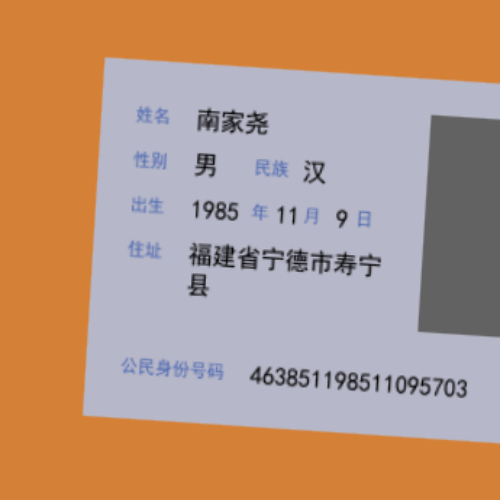 姓名 南家尧
性别 男 民族 汉
出生 1985 年 11 月 9 日
住址 福建省宁德市寿宁
县
公民身份号码 463851198511095703